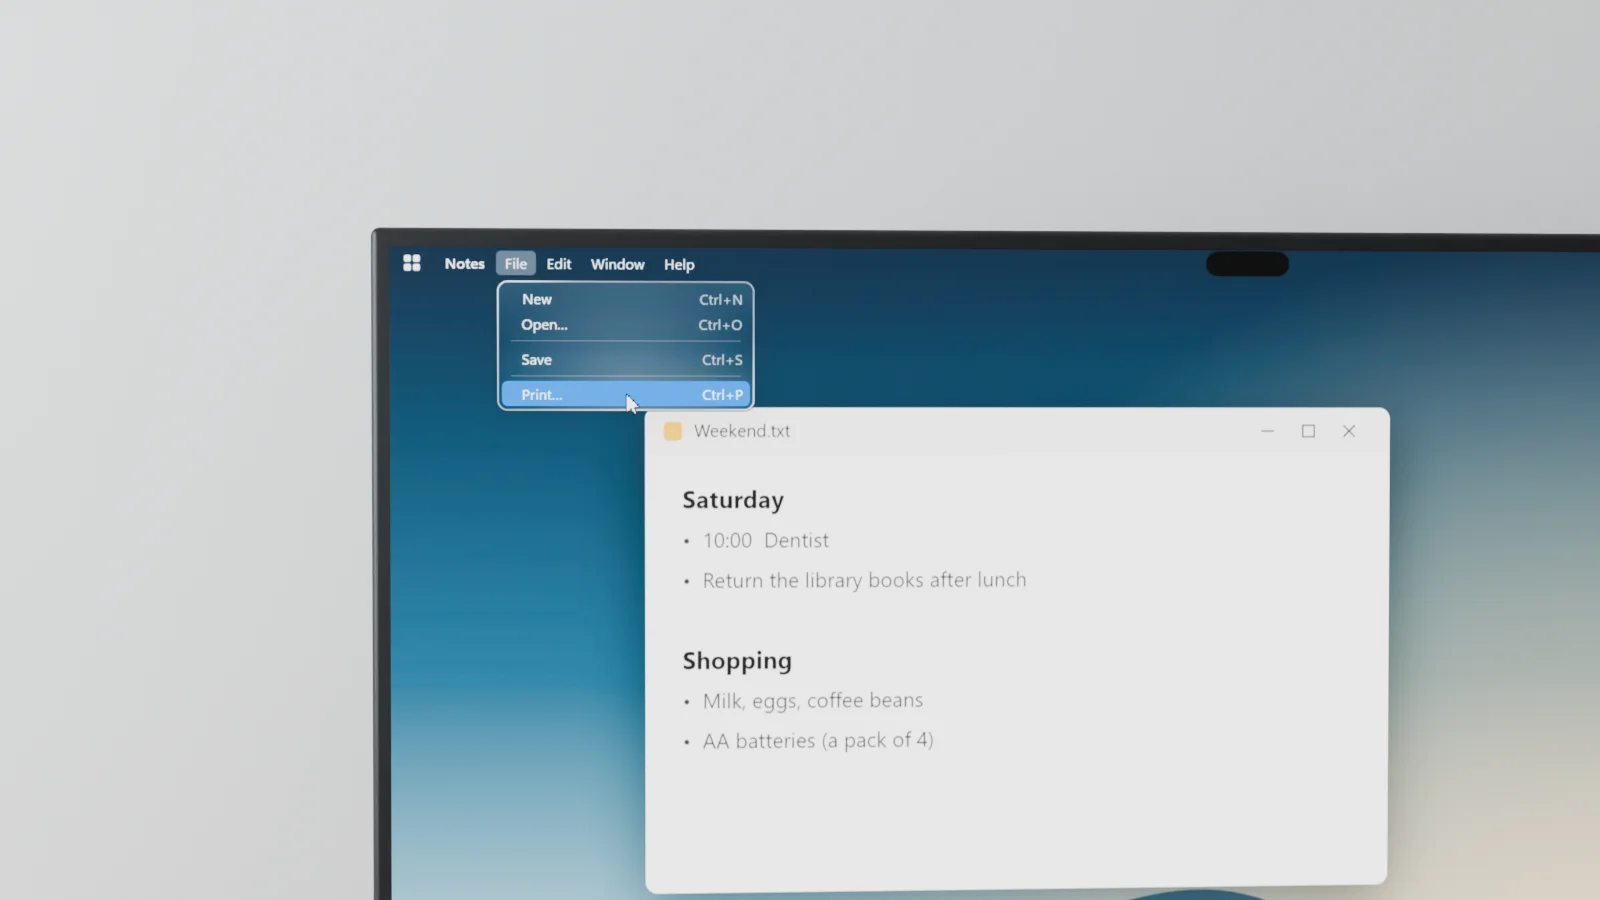 Notes File Edit Window Help
New Ctrl+N
Open... Ctrl+O
Save Ctrl+S
Print... Ctrl+P
Weekend.txt
Saturday
• 10:00 Dentist
• Return the library books after lunch
Shopping
• Milk, eggs, coffee beans
• AA batteries (a pack of 4)